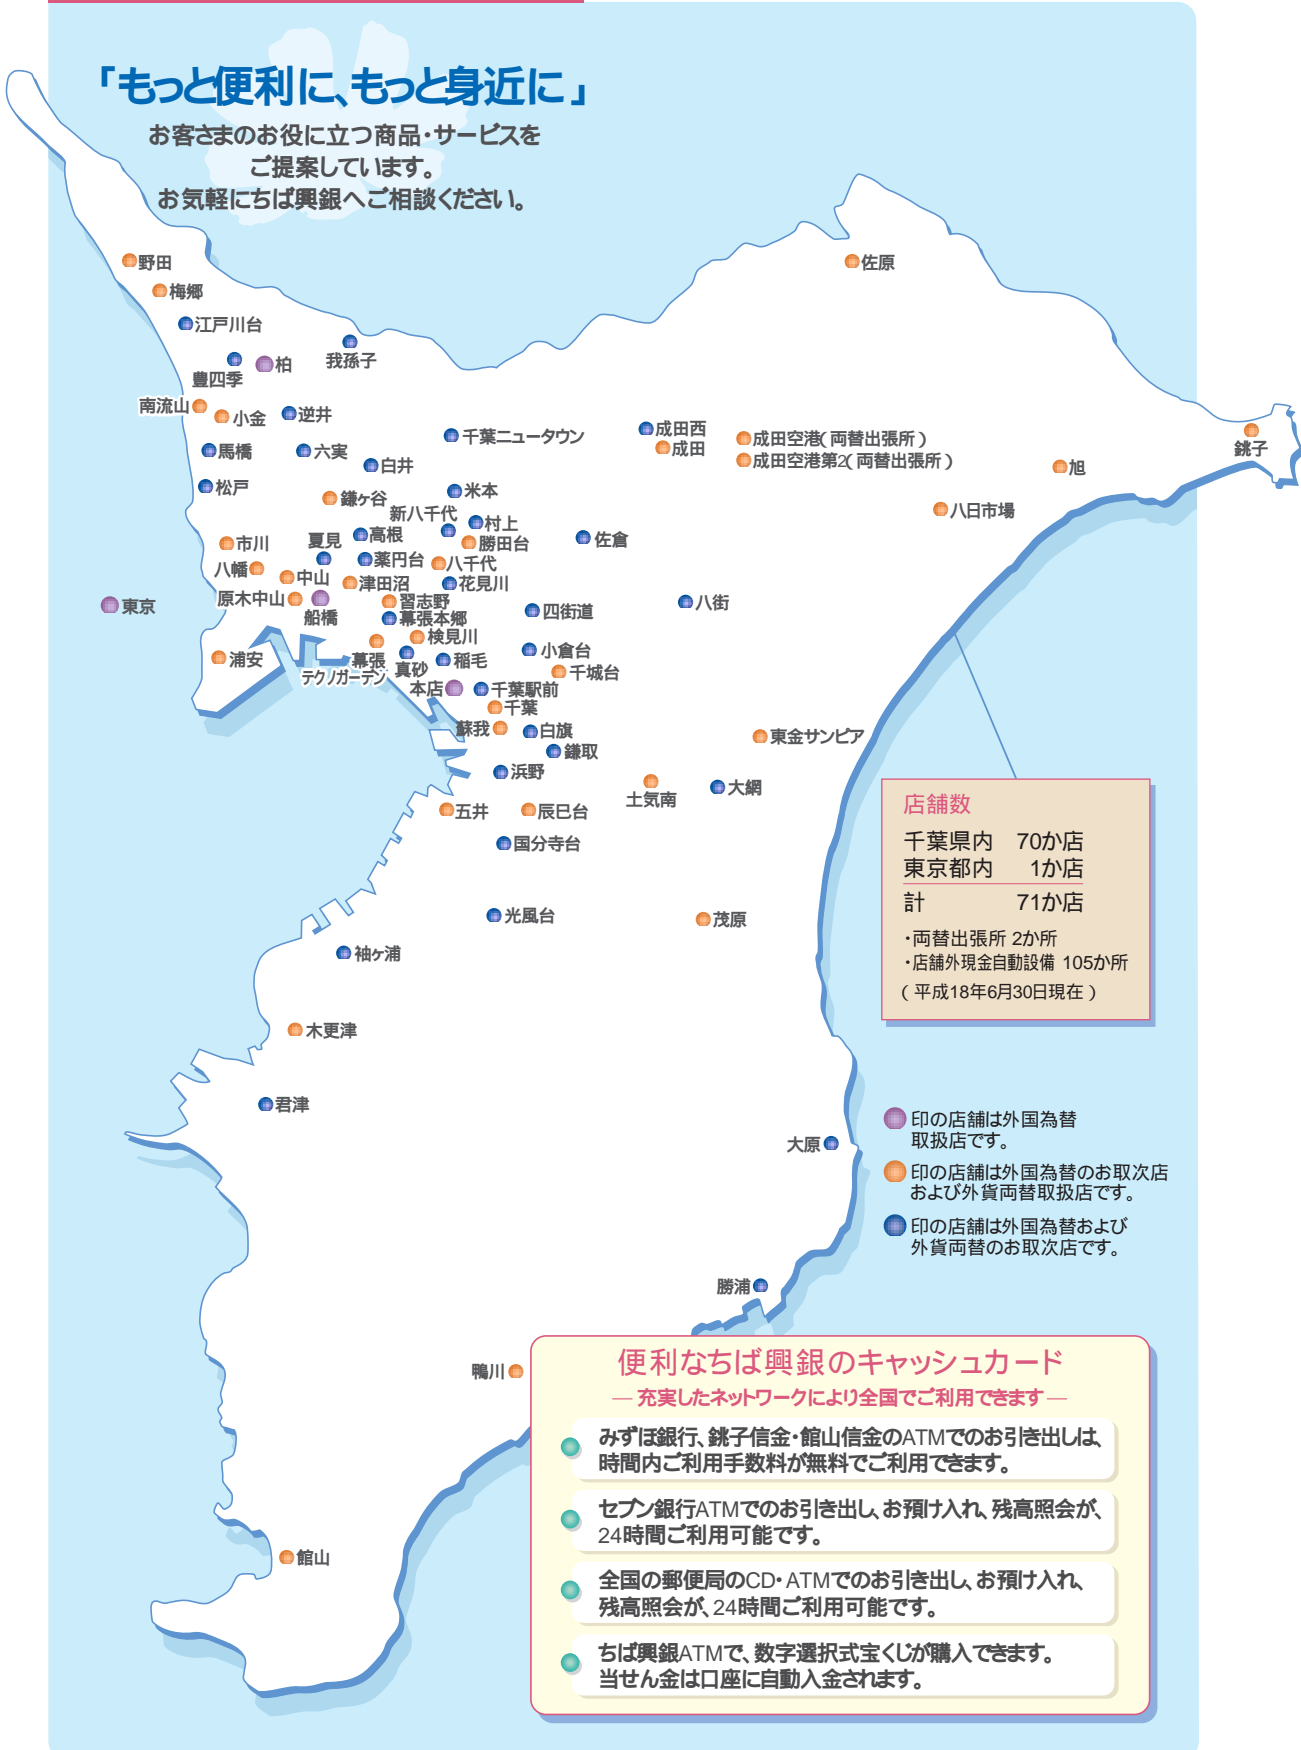 「もっと便利に、もっと身近に」
お客さまのお役に立つ商品・サービスを
ご提案しています。
お気軽にちば興銀へご相談ください。
野田
梅郷
江戸川台
豊四季
柏
我孫子
南流山
小金
逆井
馬橋
六実
松戸
白井
鎌ヶ谷
千葉ニュータウン
米本
新八千代
村上
勝田台
高根
夏見
薬円台
八千代
市川
八幡
中山
津田沼
花見川
原木中山
船橋
習志野
幕張本郷
検見川
東京
浦安
幕張
テクノガーデン
真砂
稲毛
本店
千葉駅前
千葉
蘇我
白旗
鎌取
浜野
五井
辰巳台
国分寺台
光風台
袖ヶ浦
木更津
君津
佐原
成田西
成田
成田空港(両替出張所)
成田空港第2(両替出張所)
旭
銚子
八日市場
佐倉
四街道
八街
小倉台
千城台
東金サンピア
土気南
大網
茂原
大原
勝浦
鴨川
館山
店舗数
千葉県内 70か店
東京都内 1か店
計 71か店
・両替出張所 2か所
・店舗外現金自動設備 105か所
(平成18年6月30日現在)
印の店舗は外国為替
取扱店です。
印の店舗は外国為替のお取次店
および外貨両替取扱店です。
印の店舗は外国為替および
外貨両替のお取次店です。
便利なちば興銀のキャッシュカード
― 充実したネットワークにより全国でご利用できます ―
みずほ銀行、銚子信金・館山信金のATMでのお引き出しは、
時間内ご利用手数料が無料でご利用できます。
セブン銀行ATMでのお引き出し、お預け入れ、残高照会が、
24時間ご利用可能です。
全国の郵便局のCD・ATMでのお引き出し、お預け入れ、
残高照会が、24時間ご利用可能です。
ちば興銀ATMで、数字選択式宝くじが購入できます。
当せん金は口座に自動入金されます。